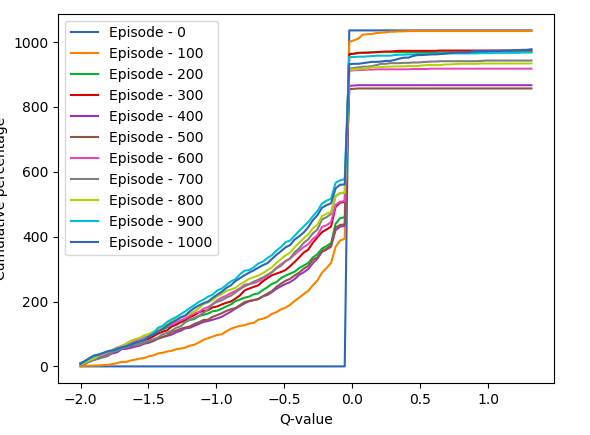 Episode - 0
Episode - 100
Episode - 200
Episode - 300
Episode - 400
Episode - 500
Episode - 600
Episode - 700
Episode - 800
Episode - 900
Episode - 1000
1000
800
600
400
200
0
−2.0 −1.5 −1.0 −0.5 0.0 0.5 1.0
Q-value
percentage